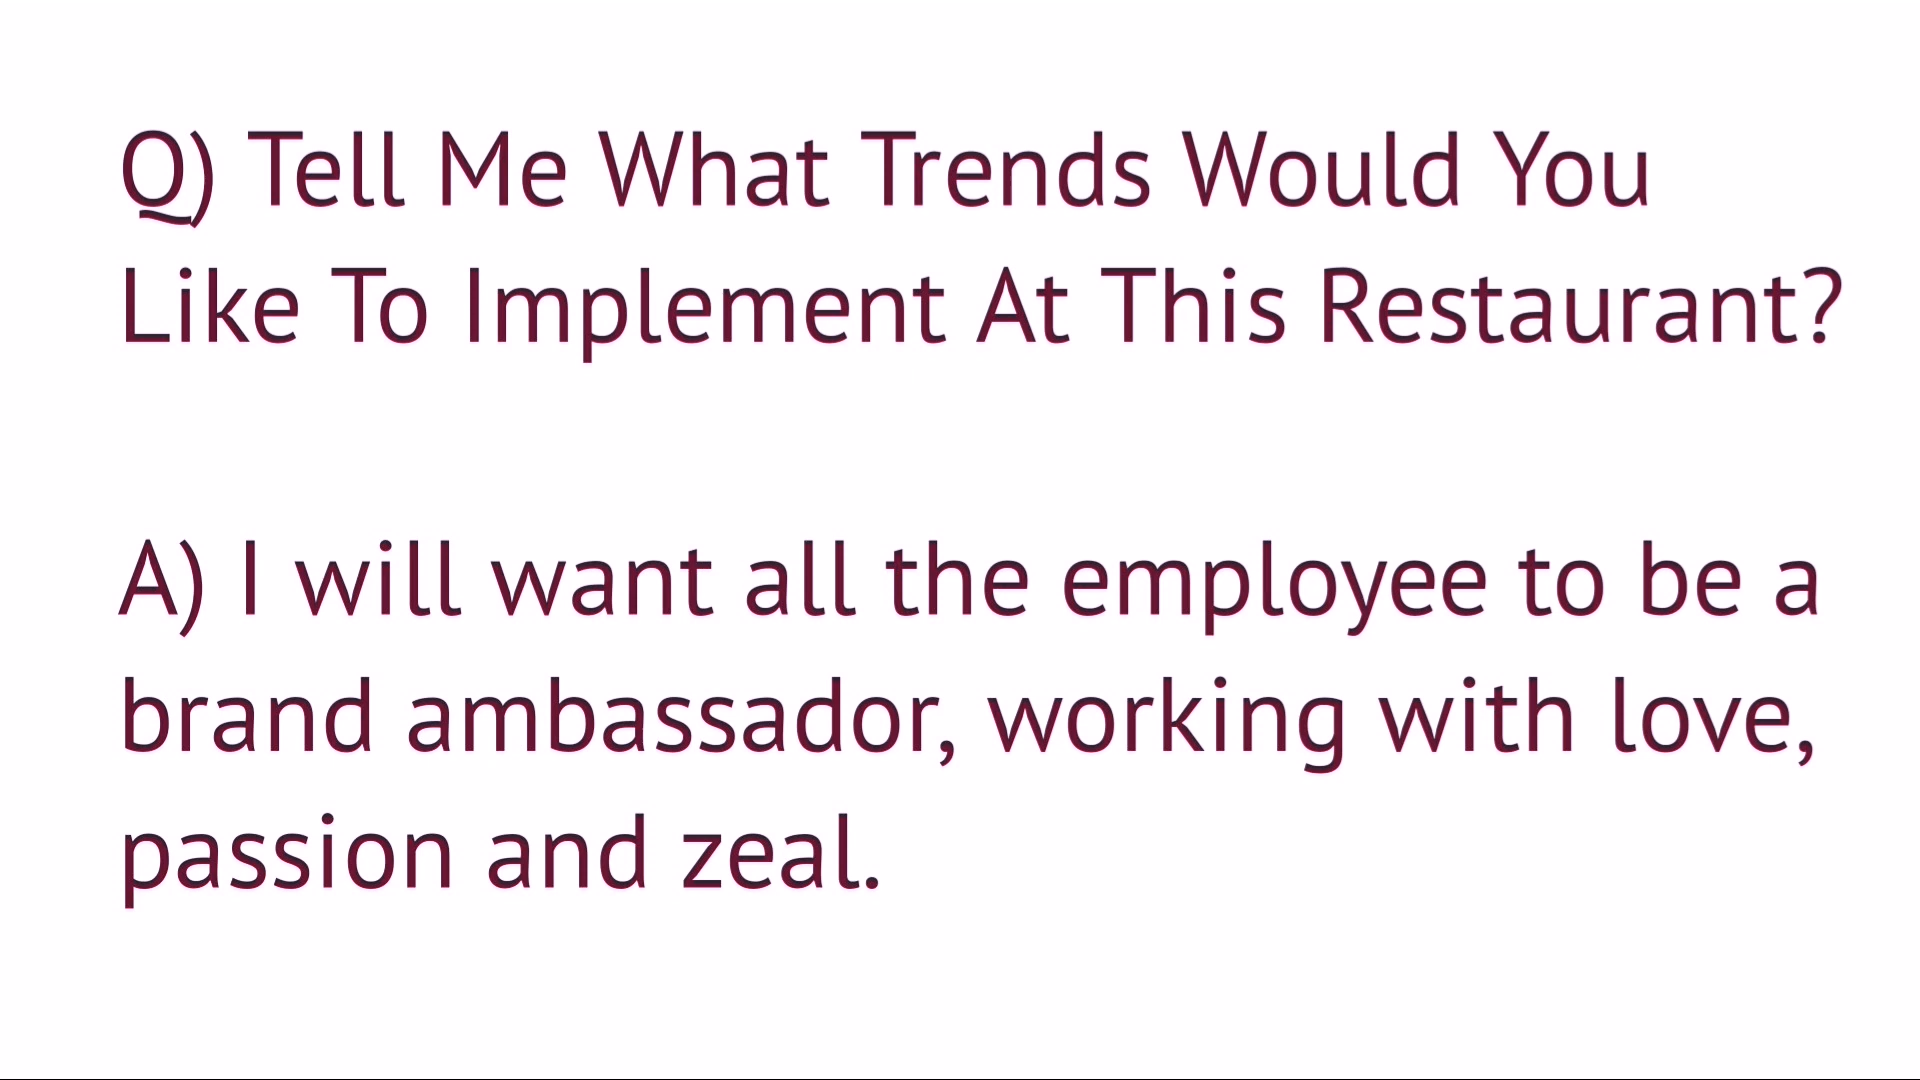 Q) Tell Me What Trends Would You
Like To Implement At This Restaurant?
A) I will want all the employee to be a
brand ambassador, working with love,
passion and zeal.